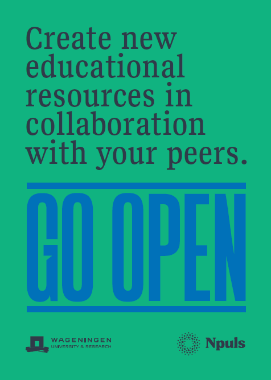 Create new
educational
resources in
collaboration
with your peers.
GO OPEN
WAGENINGEN
UNIVERSITY & RESEARCH
Npuls